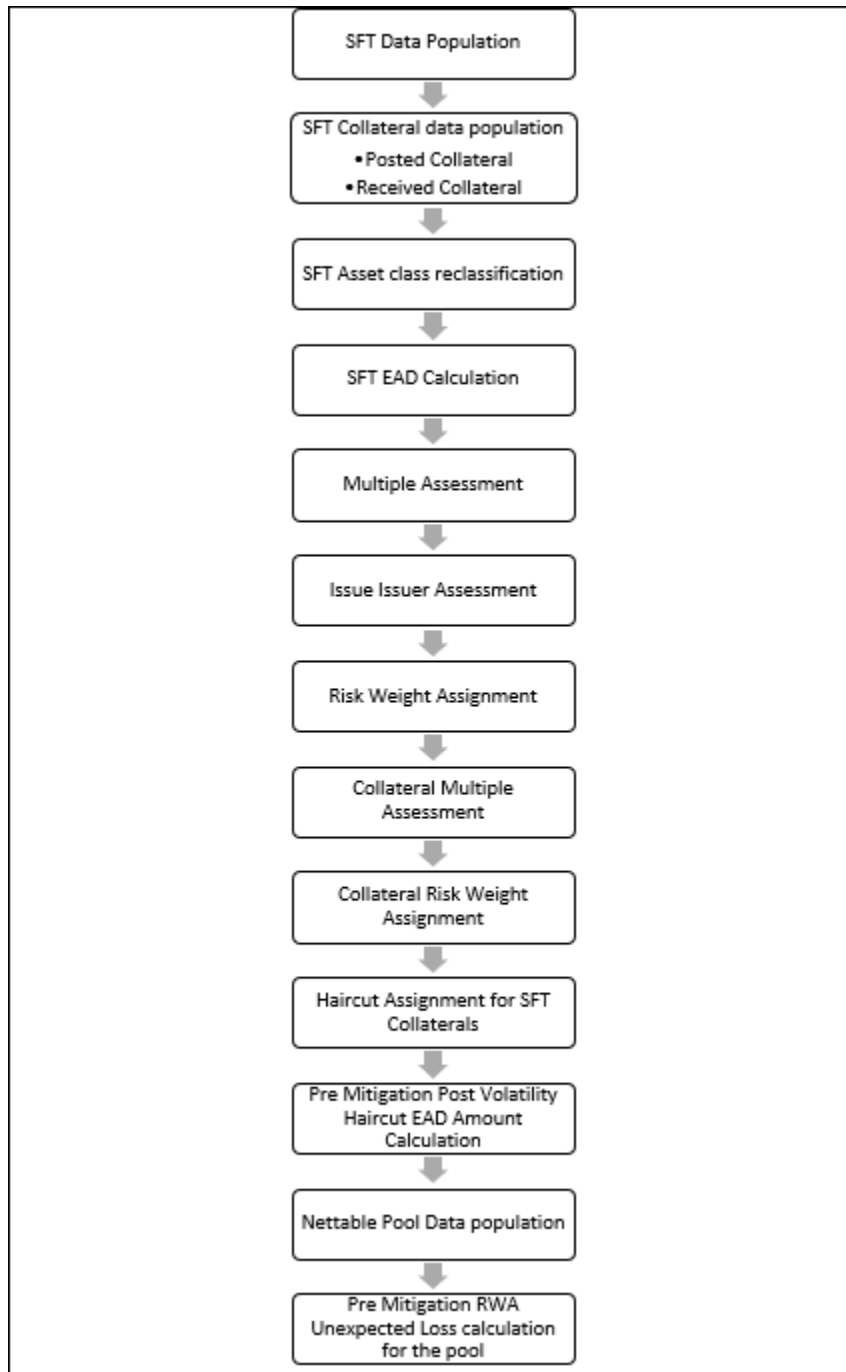 SFT Data Population
SFT Collateral data population
•Posted Collateral
•Received Collateral
SFT Asset class reclassification
SFT EAD Calculation
Multiple Assessment
Issue Issuer Assessment
Risk Weight Assignment
Collateral Multiple
Assessment
Collateral Risk Weight
Assignment
Haircut Assignment for SFT
Collaterals
Pre Mitigation Post Volatility
Haircut EAD Amount
Calculation
Nettable Pool Data population
Pre Mitigation RWA
Unexpected Loss calculation
for the pool